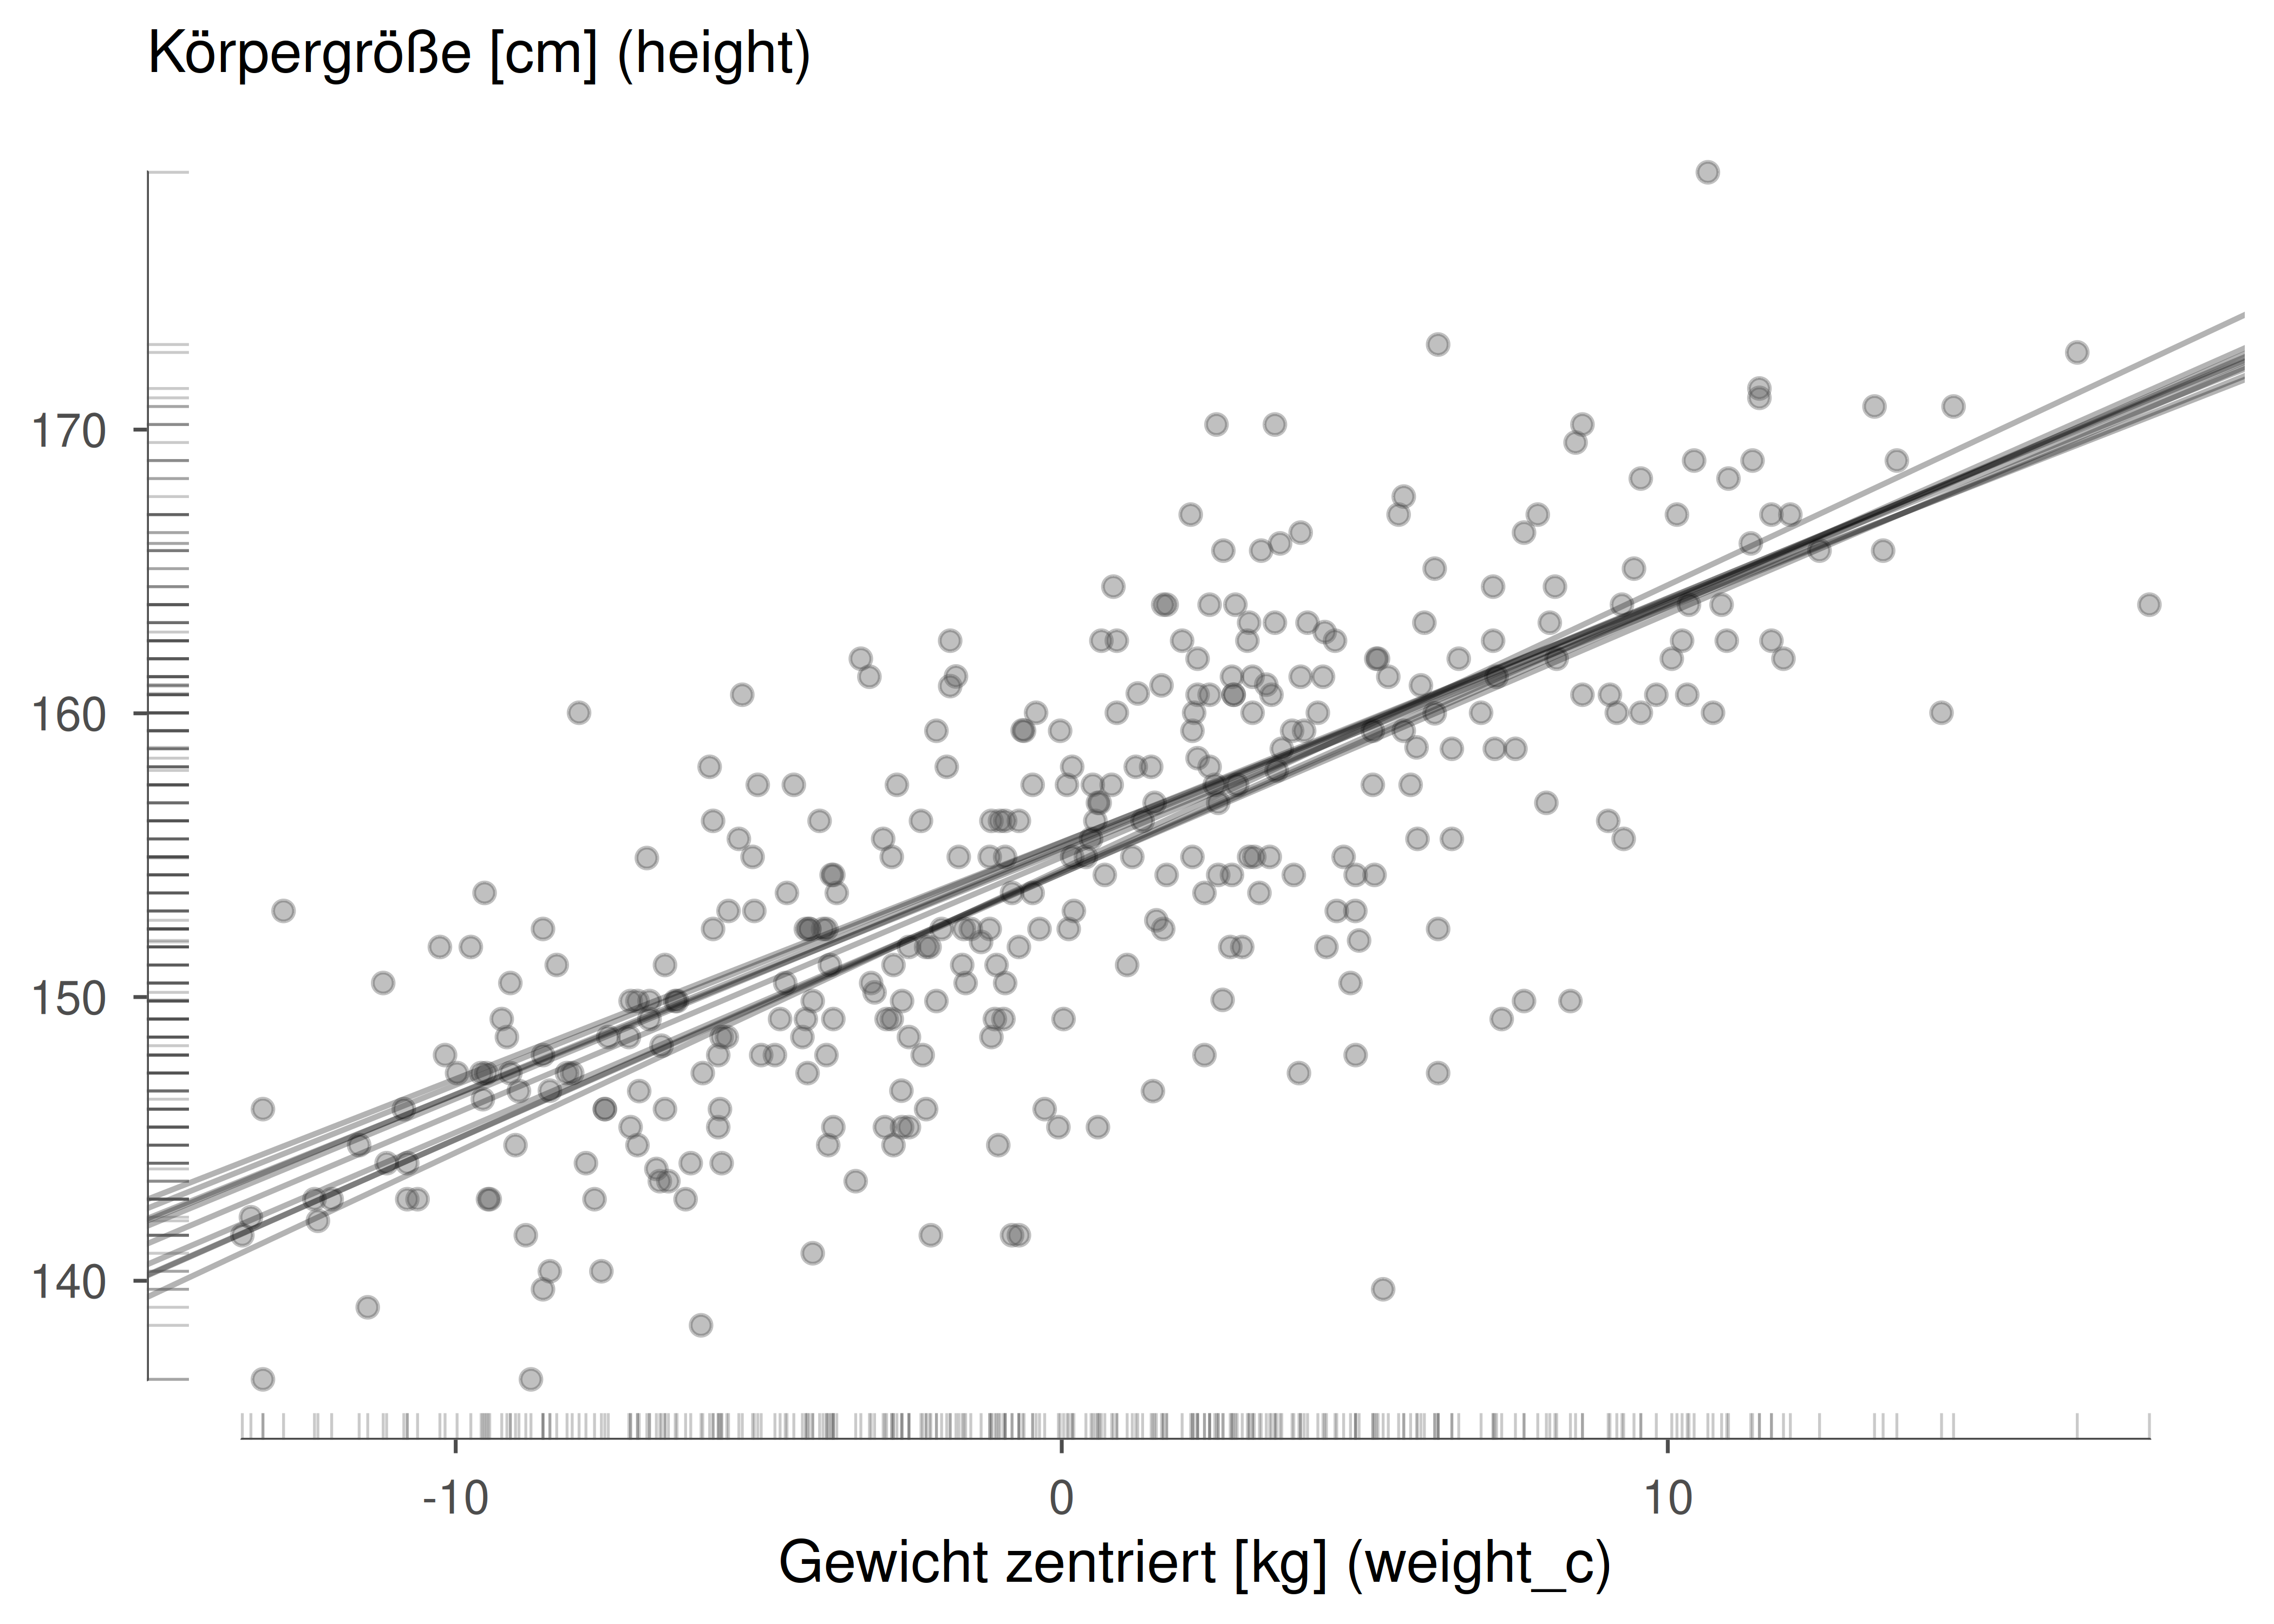 Körpergröße [cm] (height)
170
160
150
140
-10 0 10
Gewicht zentriert [kg] (weight_c)